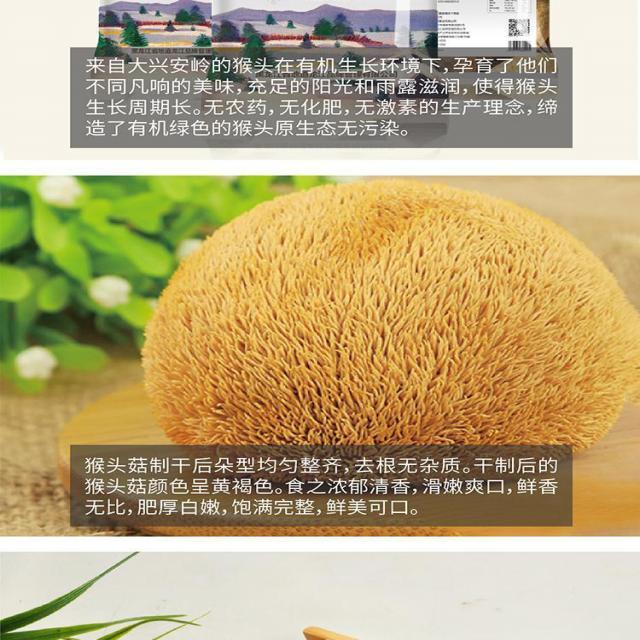 来自大兴安岭的猴头在有机生长环境下，孕育了他们
不同凡响的美味，充足的阳光和雨露滋润，使得猴头
生长周期长。无农药，无化肥，无激素的生产理念，缔
造了有机绿色的猴头原生态无污染。
猴头菇制干后朵型均匀整齐，去根无杂质。干制后的
猴头菇颜色呈黄褐色。食之浓郁清香，滑嫩爽口，鲜香
无比，肥厚白嫩，饱满完整，鲜美可口。